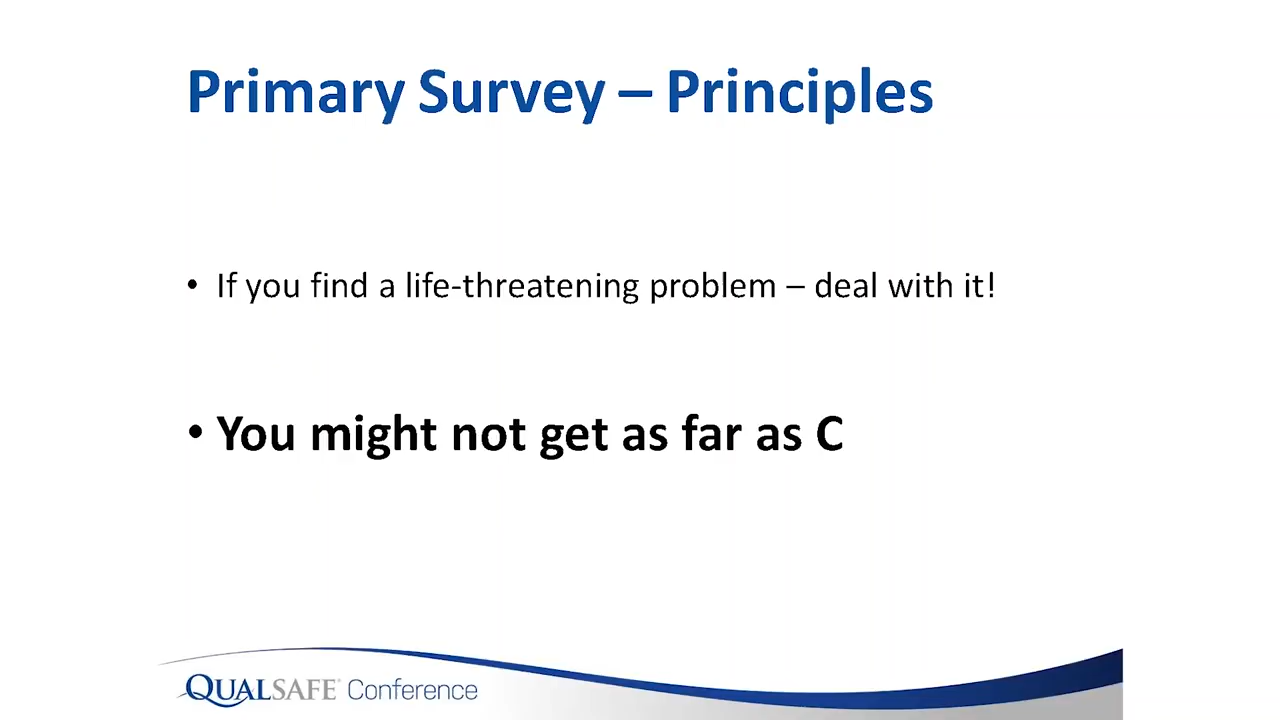 Primary Survey – Principles
• If you find a life-threatening problem – deal with it!
• You might not get as far as C
QUALSAFE® Conference